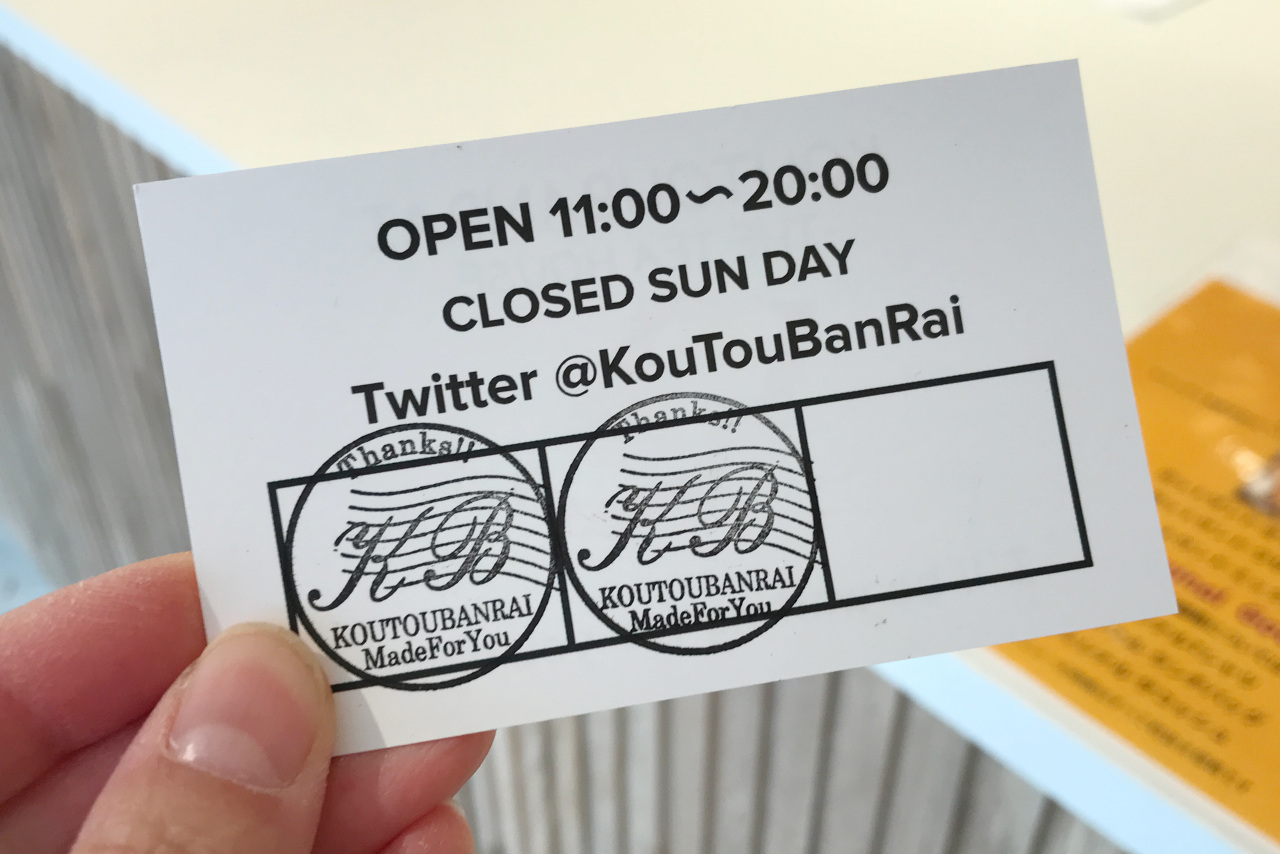 OPEN 11:00〜20:00
CLOSED SUN DAY
Twitter @KouTouBanRai
Thanks!!
KB
KOUTOUBANRAI
MadeForYou
Thanks!!
KB
KOUTOUBANRAI
MadeForYou